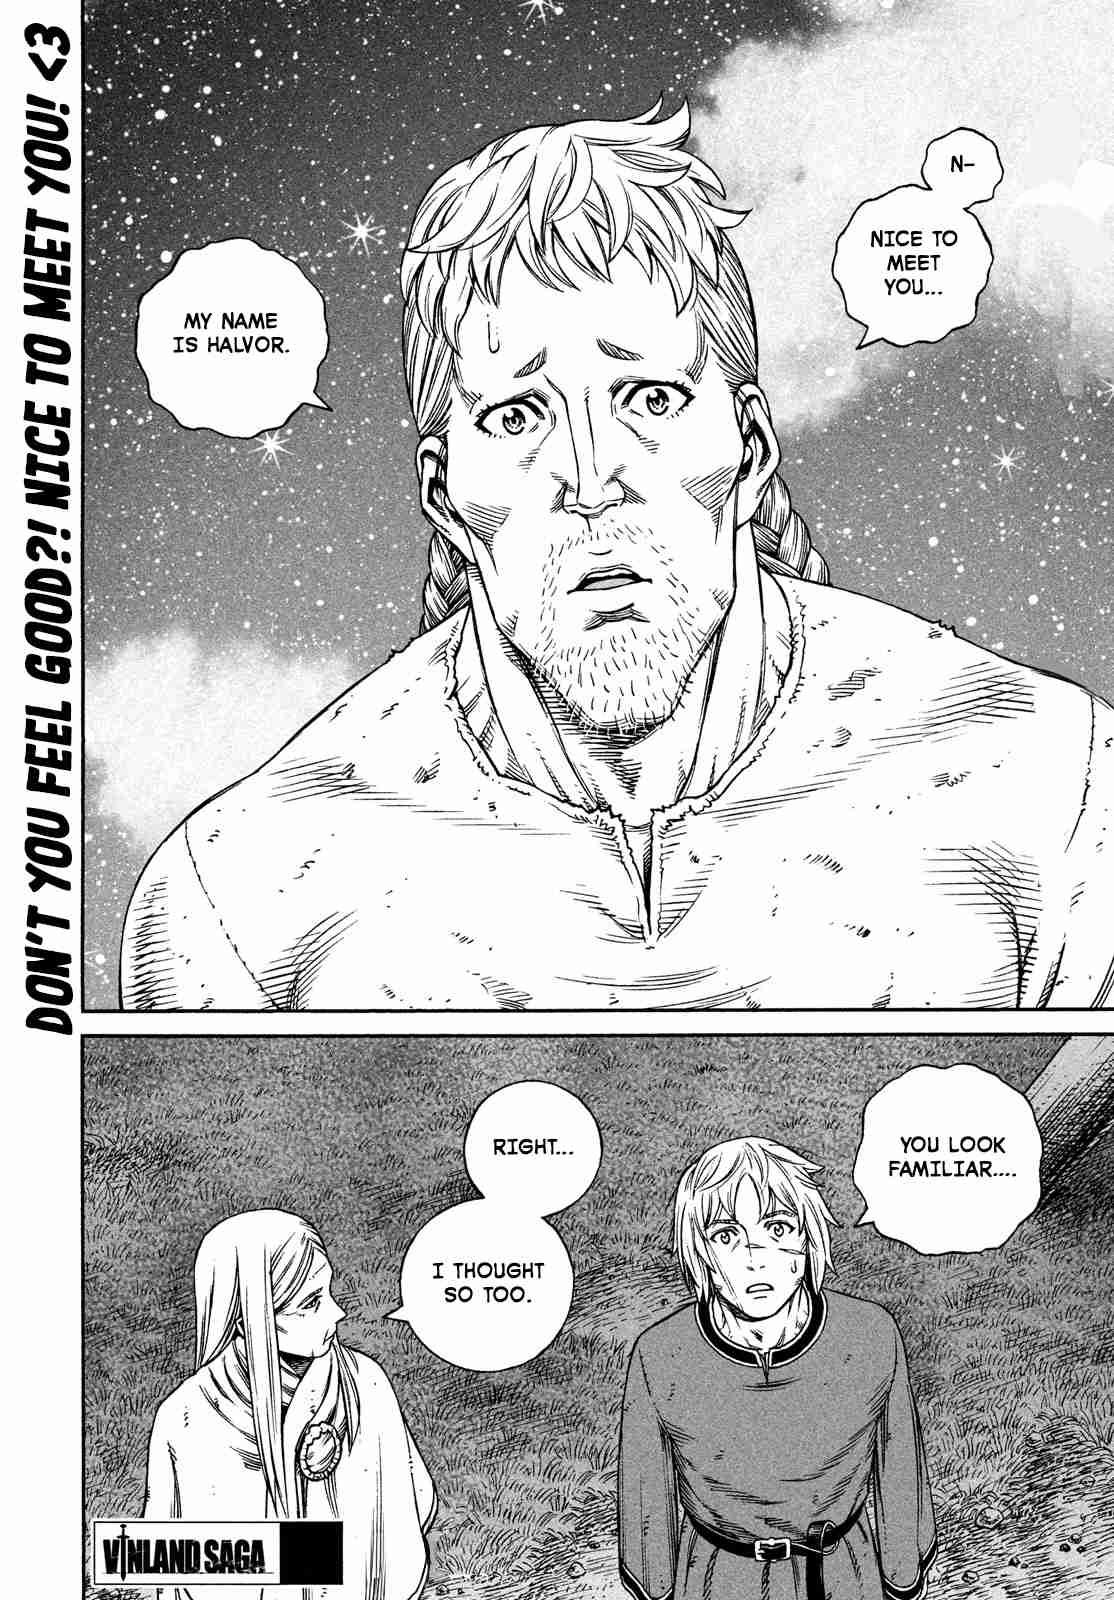 DON'T YOU FEEL GOOD?! NICE TO MEET YOU! <3
N–
NICE TO
MEET
YOU...
MY NAME
IS HALVOR.
YOU LOOK
FAMILIAR....
RIGHT...
I THOUGHT
SO TOO.
VINLAND SAGA